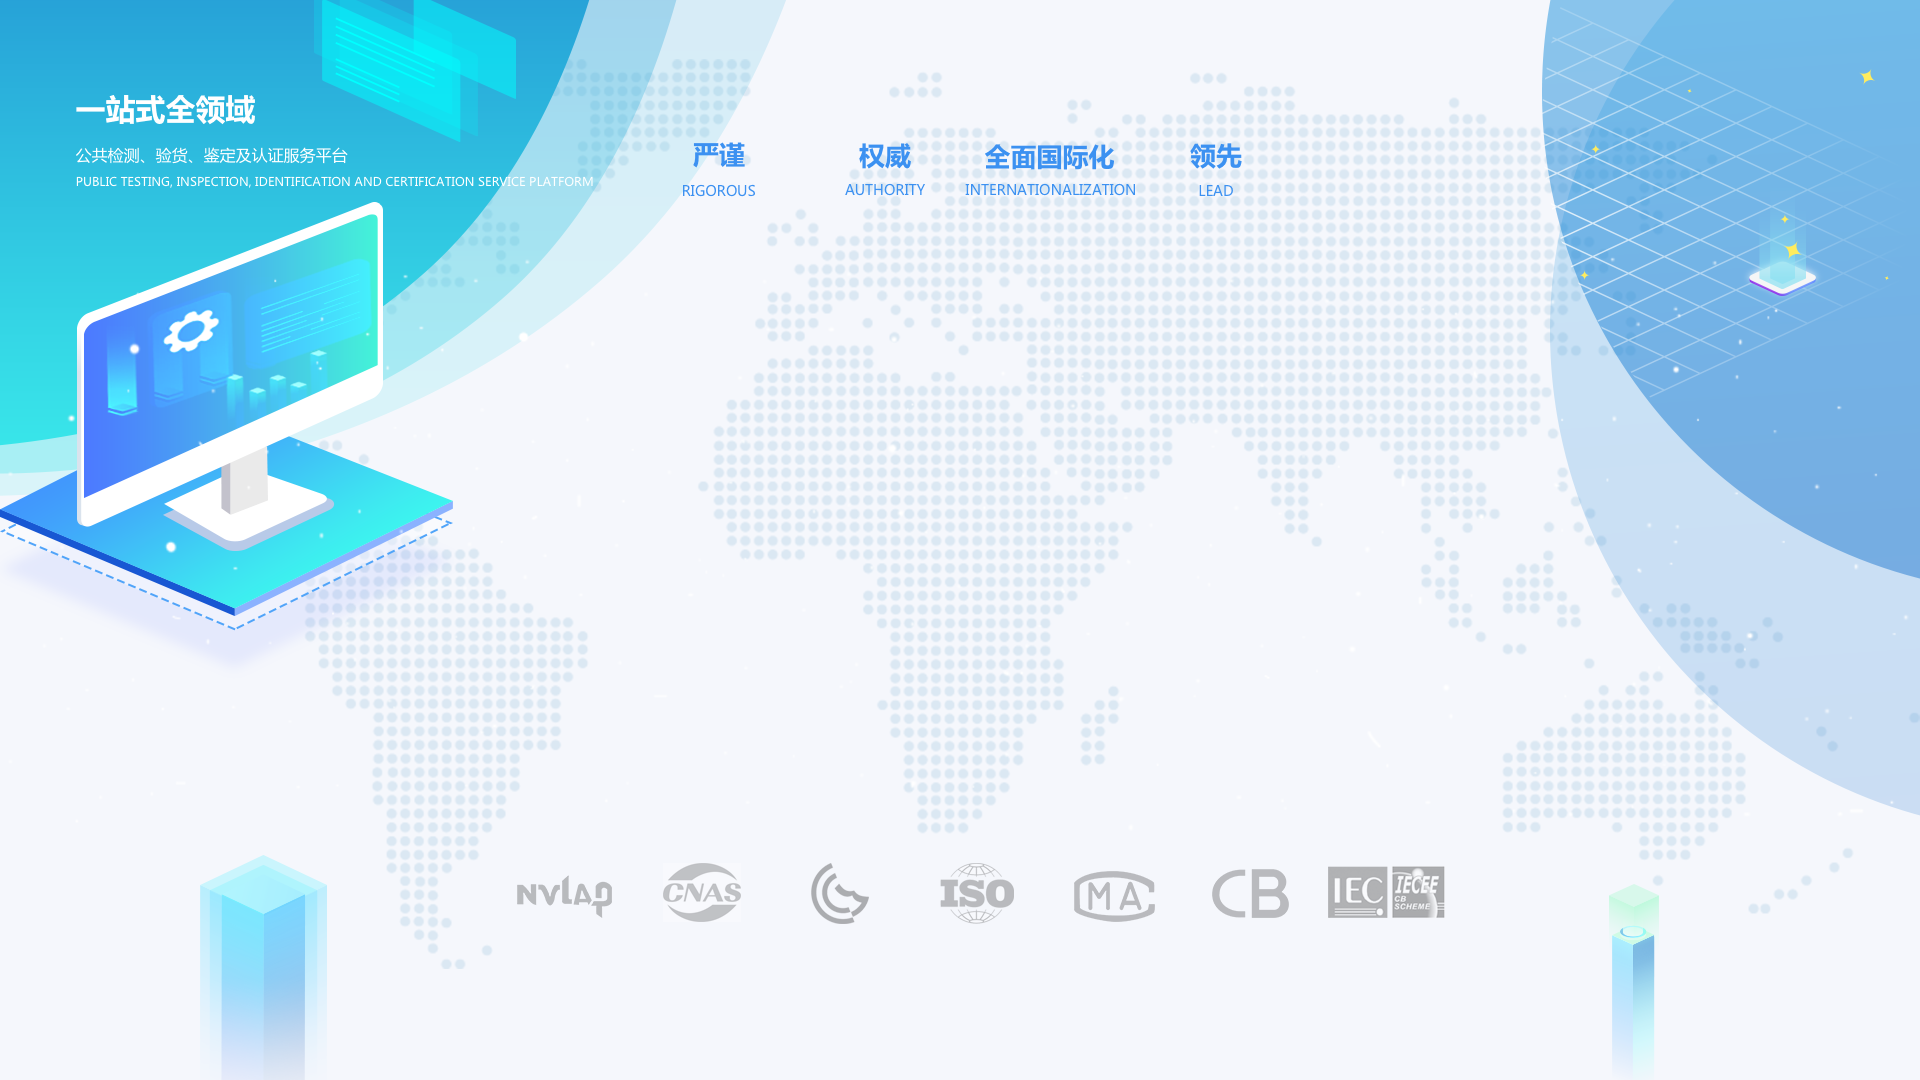 一站式全领域
公共检测、验货、鉴定及认证服务平台
PUBLIC TESTING, INSPECTION, IDENTIFICATION AND CERTIFICATION SERVICE PLATFORM
严谨
RIGOROUS
权威
AUTHORITY
全面国际化
INTERNATIONALIZATION
领先
LEAD
NVLAP
CNAS
ISO
MA
CB
IEC
IECEE
CB
SCHEME